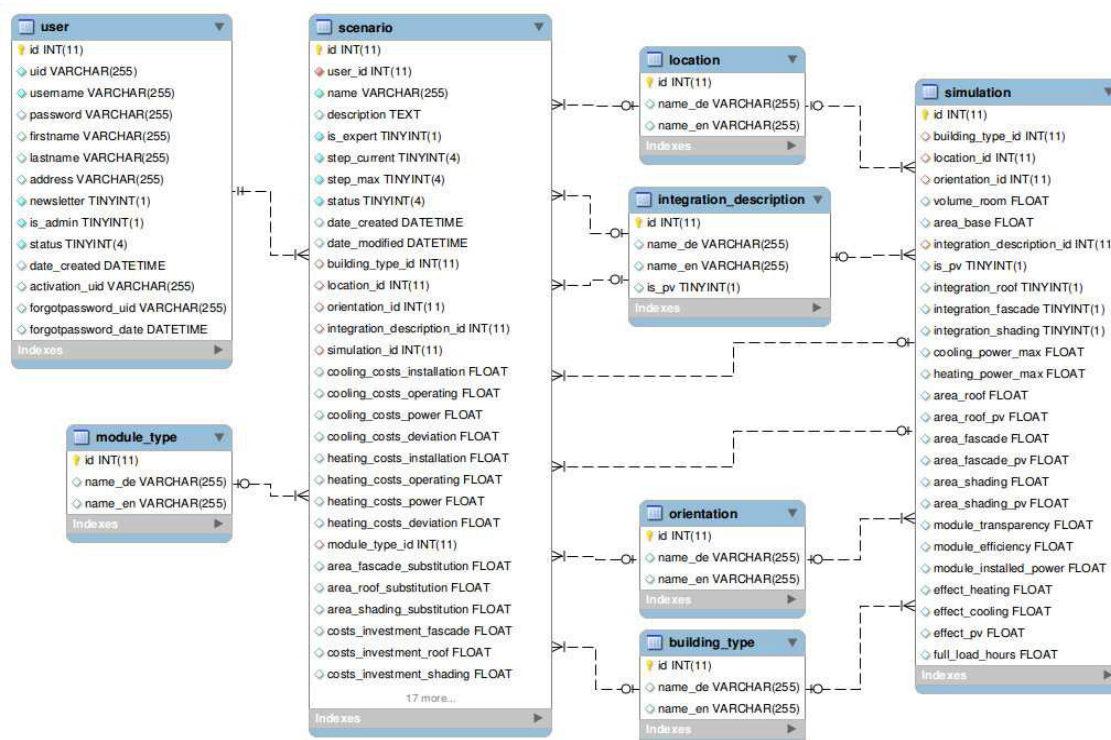 user
id INT(11)
uid VARCHAR(255)
username VARCHAR(255)
password VARCHAR(255)
firstname VARCHAR(255)
lastname VARCHAR(255)
address VARCHAR(255)
newsletter TINYINT(1)
is_admin TINYINT(1)
status TINYINT(4)
date_created DATETIME
activation_uid VARCHAR(255)
forgotpassword_uid VARCHAR(255)
forgotpassword_date DATETIME
Indexes
module_type
id INT(11)
name_de VARCHAR(255)
name_en VARCHAR(255)
Indexes
scenario
id INT(11)
user_id INT(11)
name VARCHAR(255)
description TEXT
is_expert TINYINT(1)
step_current TINYINT(4)
step_max TINYINT(4)
status TINYINT(4)
date_created DATETIME
date_modified DATETIME
building_type_id INT(11)
location_id INT(11)
orientation_id INT(11)
integration_description_id INT(11)
simulation_id INT(11)
cooling_costs_installation FLOAT
cooling_costs_operating FLOAT
cooling_costs_power FLOAT
cooling_costs_deviation FLOAT
heating_costs_installation FLOAT
heating_costs_operating FLOAT
heating_costs_power FLOAT
heating_costs_deviation FLOAT
module_type_id INT(11)
area_fascade_substitution FLOAT
area_roof_substitution FLOAT
area_shading_substitution FLOAT
costs_investment_fascade FLOAT
costs_investment_roof FLOAT
costs_investment_shading FLOAT
17 more...
Indexes
location
id INT(11)
name_de VARCHAR(255)
name_en VARCHAR(255)
Indexes
integration_description
id INT(11)
name_de VARCHAR(255)
name_en VARCHAR(255)
is_pv TINYINT(1)
Indexes
orientation
id INT(11)
name_de VARCHAR(255)
name_en VARCHAR(255)
Indexes
building_type
id INT(11)
name_de VARCHAR(255)
name_en VARCHAR(255)
Indexes
simulation
id INT(11)
building_type_id INT(11)
location_id INT(11)
orientation_id INT(11)
volume_room FLOAT
area_base FLOAT
integration_description_id INT(11
is_pv TINYINT(1)
integration_roof TINYINT(1)
integration_fascade TINYINT(1)
integration_shading TINYINT(1)
cooling_power_max FLOAT
heating_power_max FLOAT
area_roof FLOAT
area_roof_pv FLOAT
area_fascade FLOAT
area_fascade_pv FLOAT
area_shading FLOAT
area_shading_pv FLOAT
module_transparency FLOAT
module_efficiency FLOAT
module_installed_power FLOAT
effect_heating FLOAT
effect_cooling FLOAT
effect_pv FLOAT
full_load_hours FLOAT
Indexes